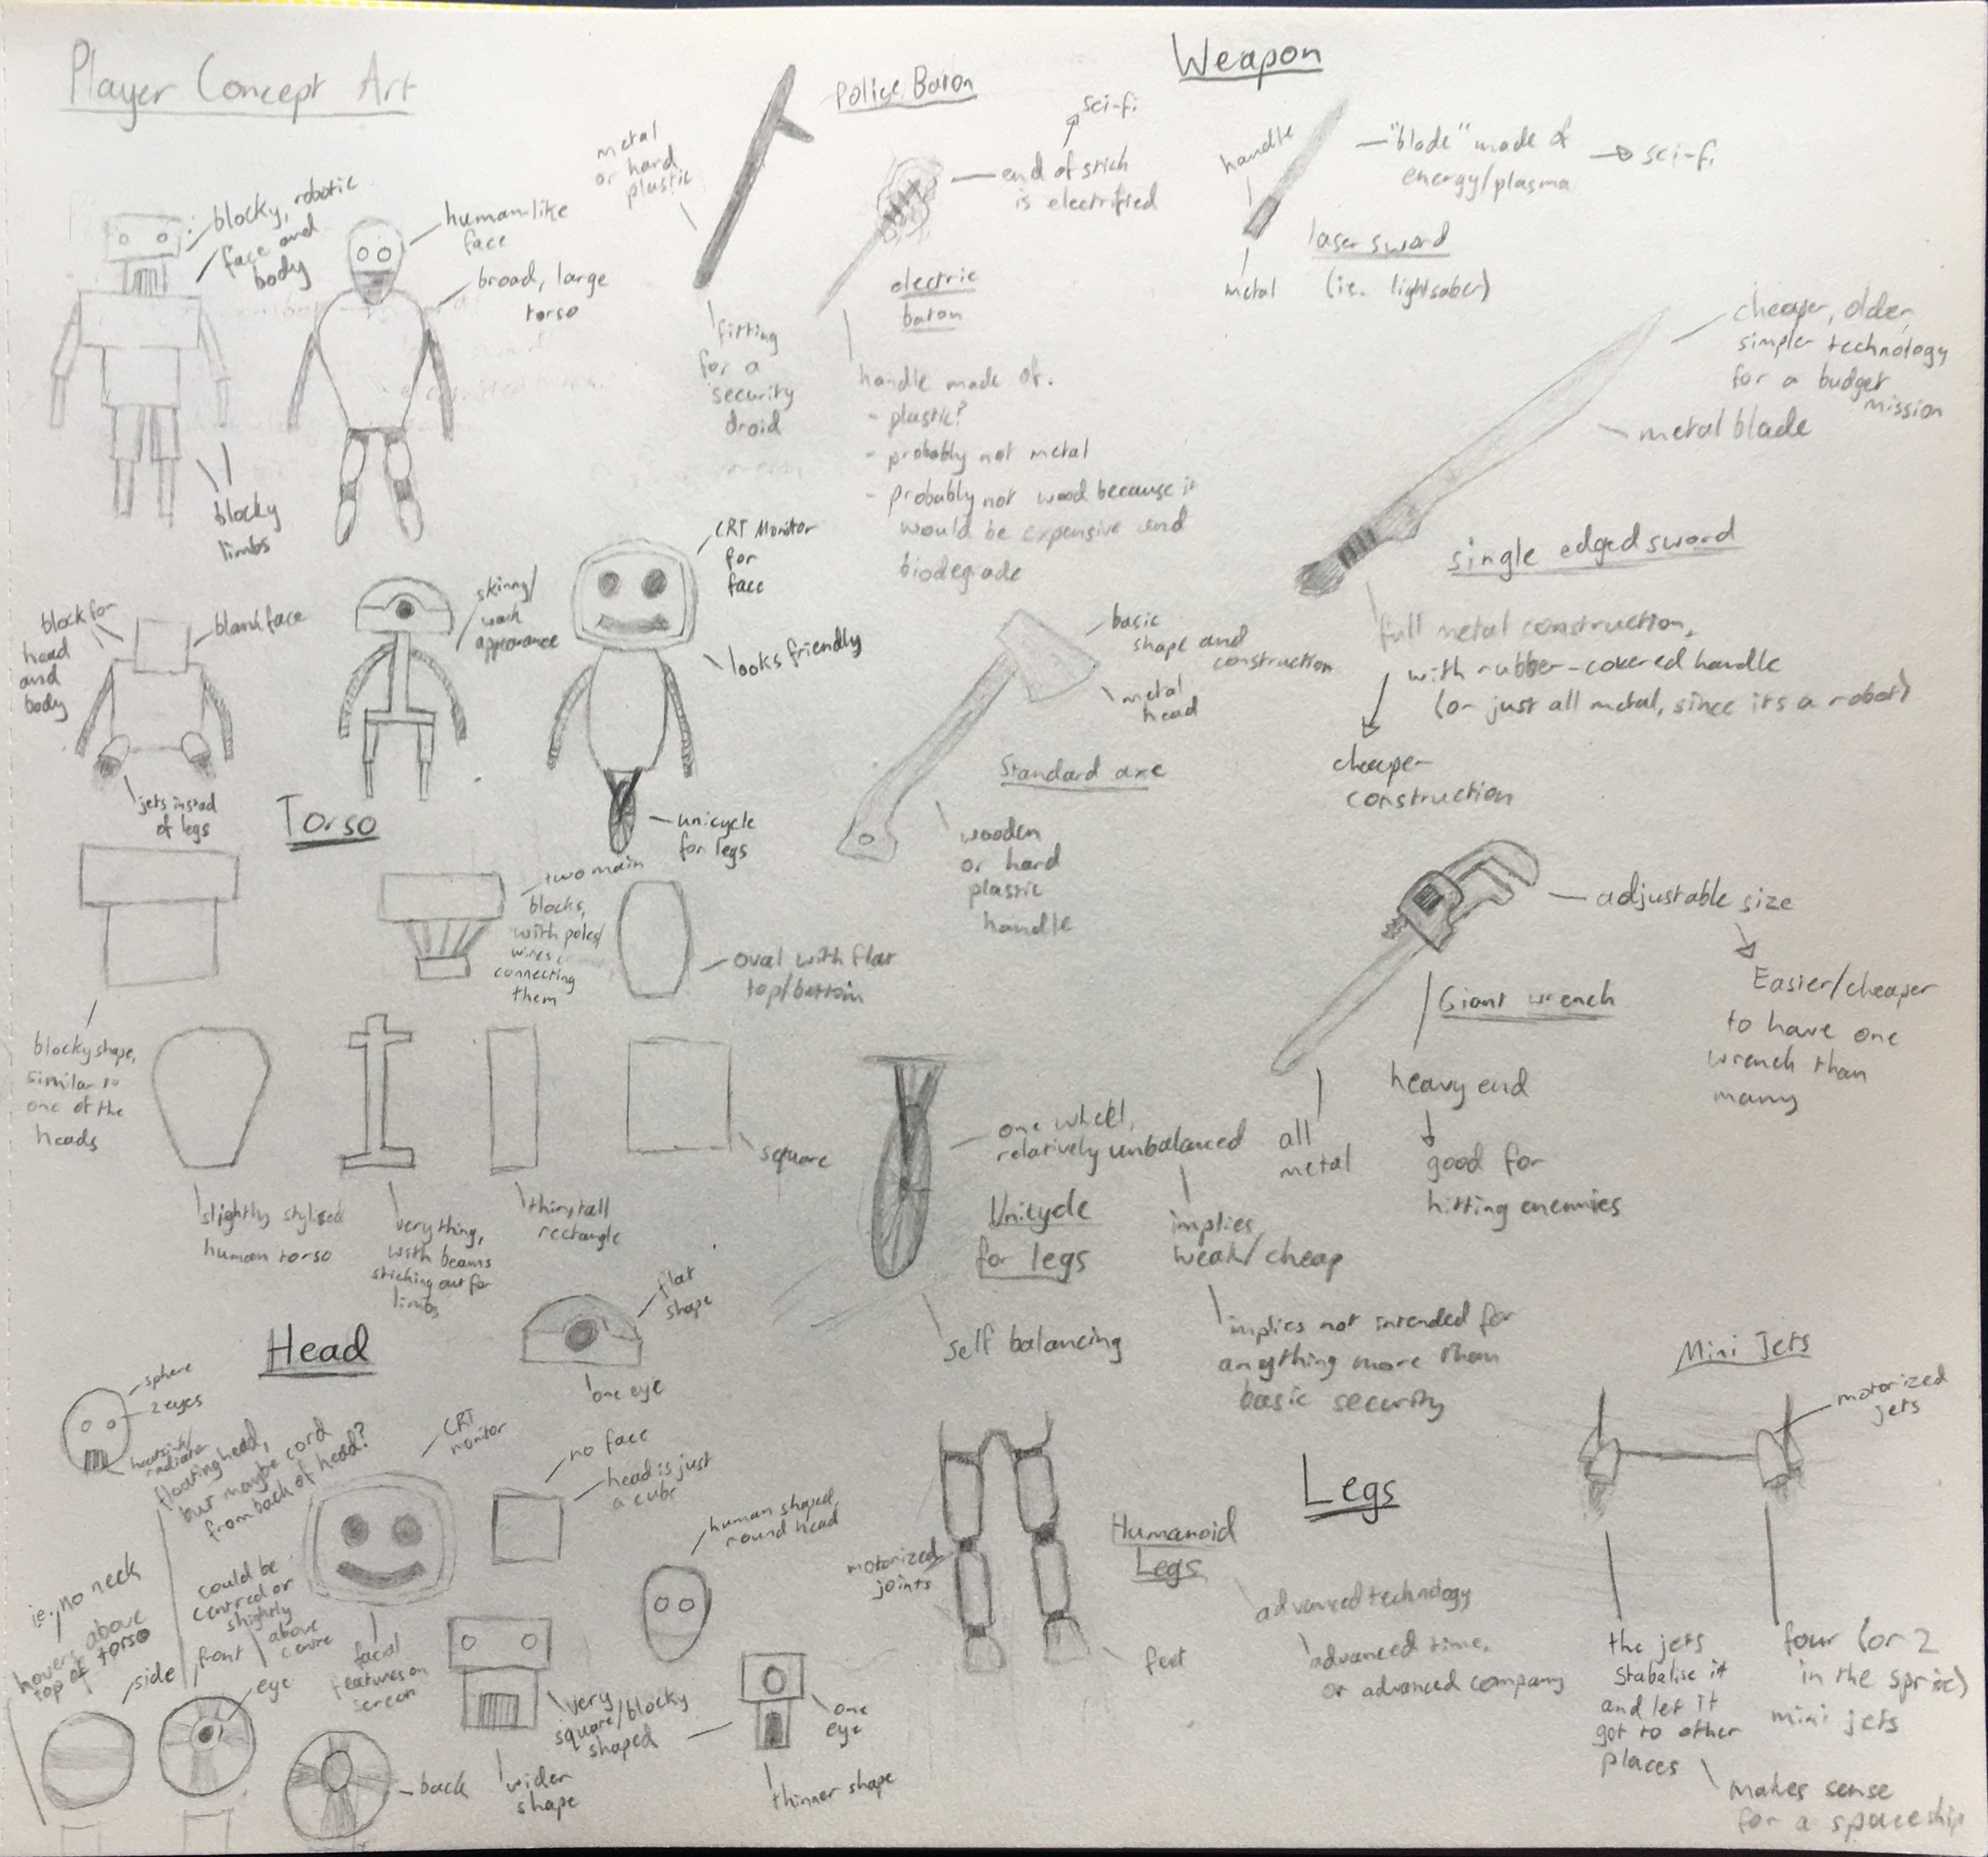 Player Concept Art
blocky, robotic
face and
body
human-like
face
broad, large
torso
blocky
limbs
block for
head
and
body
blank face
jets instead
of legs
skinny/
weak
appearance
CRT Monitor
for
face
looks friendly
unicycle
for legs
Weapon
Police Baton
metal
or hard
plastic
fitting
for a
security
droid
sci-fi
end of stick
is electrified
electric
baton
handle made of.
- plastic?
- probably not metal
- probably not wood because it
would be expensive and
biodegrade
handle
"blade" made of
energy/plasma
sci-fi
laser sword
(ie. lightsaber)
metal
cheaper, older,
simpler technology
for a budget
mission
metal blade
single edged sword
full metal construction,
with rubber-covered handle
(or just all metal, since its a robot)
cheaper
construction
basic
shape and
construction
metal
head
Standard axe
wooden
or hard
plastic
handle
adjustable size
Easier/cheaper
to have one
wrench than
many
Giant wrench
heavy end
good for
hitting enemies
all
metal
Torso
blocky shape,
similar to
one of the
heads
two main
blocks,
with poles/
wires
connecting
them
oval with flat
top/bottom
slightly stylised
human torso
very thing,
with beams
sticking out for
limbs
thin, tall
rectangle
square
Head
sphere
2 eyes
radiator
floating head,
but maybe cord
from back of head?
ie. no neck
hovers above
top of torso
side
could be
centred or
slightly
above
centre
front
eye
back
CRT
monitor
facial
features on
screen
flat
shape
one eye
no face
head is just
a cube
human shaped,
round head
very
square/blocky
shaped
wider
shape
one
eye
thinner shape
Legs
one wheel,
relatively unbalanced
Unicycle
for legs
self balancing
implies
weak/cheap
implies not intended for
anything more than
basic security
motorized
joints
Humanoid
Legs
feet
advanced technology
advanced time,
or advanced company
Mini Jets
motorized
jets
the jets
stabalise it
and let it
got to other
places
four (or 2
in the sprite)
mini jets
makes sense
for a spaceship